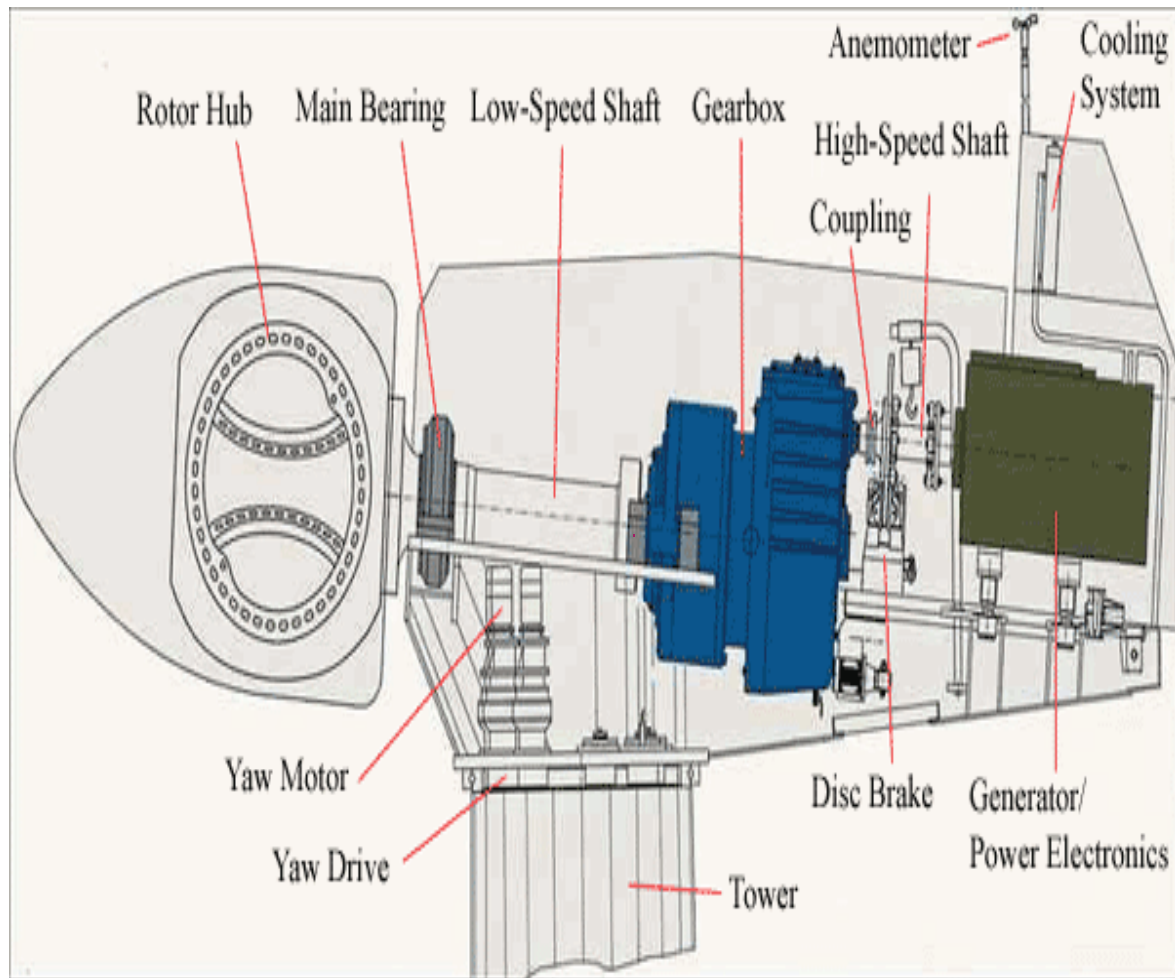 Anemometer
Cooling
System
Rotor Hub
Main Bearing
Low-Speed Shaft
Gearbox
High-Speed Shaft
Coupling
Yaw Motor
Disc Brake
Generator/
Power Electronics
Yaw Drive
Tower